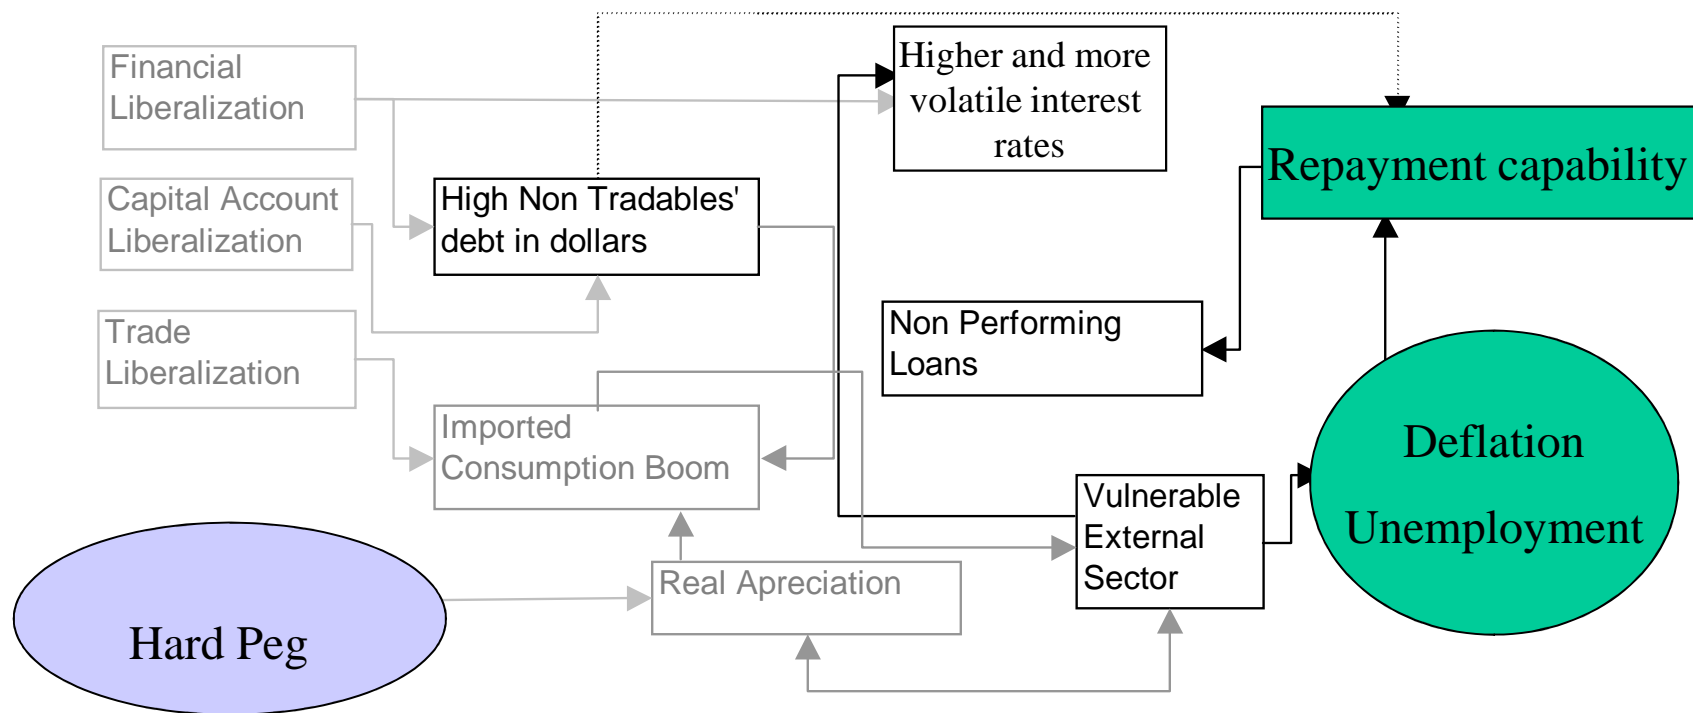 Financial
Liberalization
Higher and more
volatile interest
rates
Repayment capability
Capital Account
Liberalization
High Non Tradables'
debt in dollars
Trade
Liberalization
Non Performing
Loans
Imported
Consumption Boom
Deflation
Unemployment
Vulnerable
External
Sector
Real Apreciation
Hard Peg